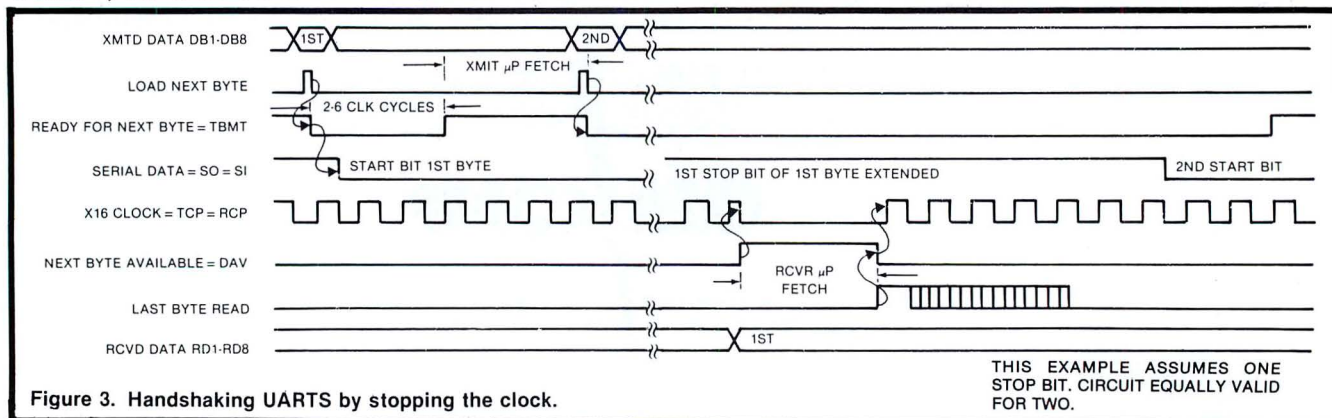 XMTD DATA DB1-DB8
1ST
2ND
XMIT μP FETCH
LOAD NEXT BYTE
2-6 CLK CYCLES
READY FOR NEXT BYTE = TBMT
SERIAL DATA = SO = SI
START BIT 1ST BYTE
1ST STOP BIT OF 1ST BYTE EXTENDED
2ND START BIT
X16 CLOCK = TCP = RCP
NEXT BYTE AVAILABLE = DAV
RCVR μP
FETCH
LAST BYTE READ
RCVD DATA RD1-RD8
1ST
THIS EXAMPLE ASSUMES ONE
STOP BIT. CIRCUIT EQUALLY VALID
FOR TWO.
Figure 3. Handshaking UARTS by stopping the clock.